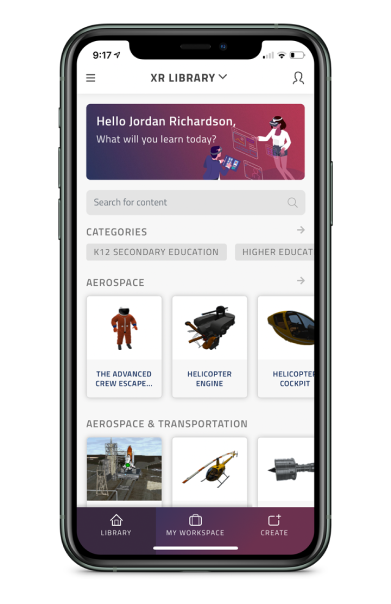 9:17
XR LIBRARY
Hello Jordan Richardson,
What will you learn today?
Search for content
CATEGORIES
K12 SECONDARY EDUCATION
HIGHER EDUCAT
AEROSPACE
THE ADVANCED
CREW ESCAPE...
HELICOPTER
ENGINE
HELICOPTE
COCKPIT
AEROSPACE & TRANSPORTATION
LIBRARY
MY WORKSPACE
CREATE